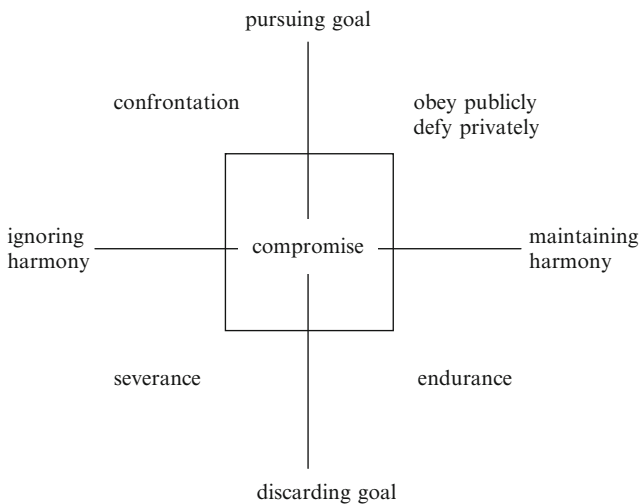 pursuing goal
confrontation
obey publicly
defy privately
ignoring
harmony
compromise
maintaining
harmony
severance
endurance
discarding goal